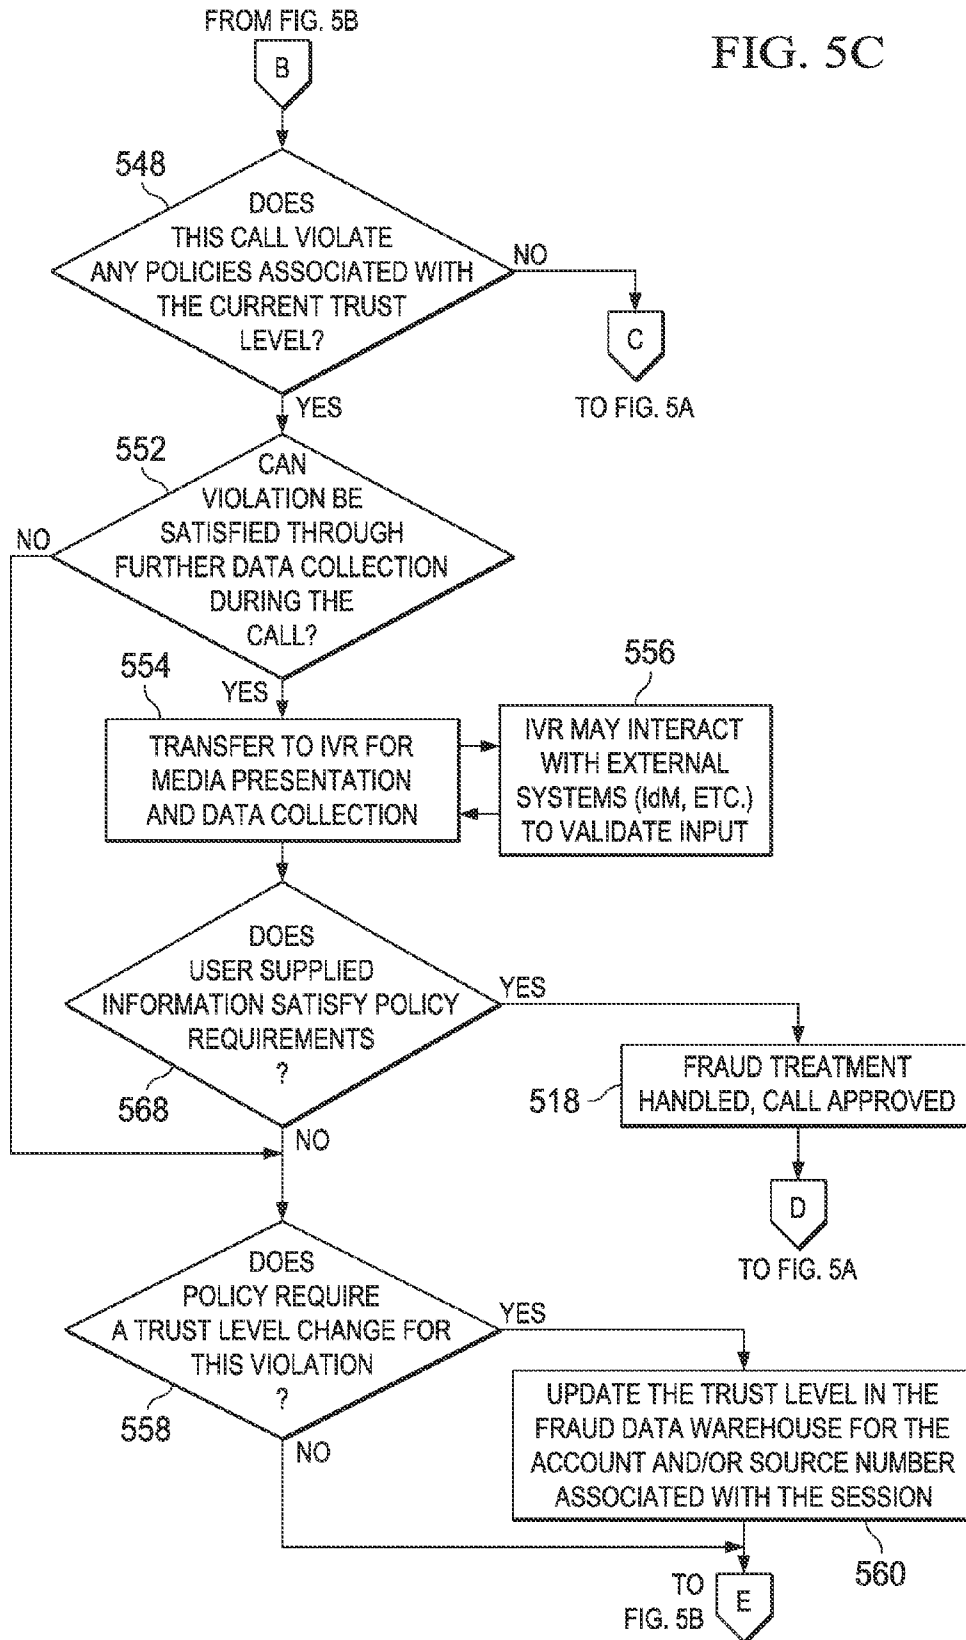 FROM FIG. 5B
FIG. 5C
B
548
DOES
THIS CALL VIOLATE
ANY POLICIES ASSOCIATED WITH
THE CURRENT TRUST
LEVEL?
NO
C
TO FIG. 5A
YES
552
CAN
VIOLATION BE
SATISFIED THROUGH
FURTHER DATA COLLECTION
DURING THE
CALL?
NO
YES
554
TRANSFER TO IVR FOR
MEDIA PRESENTATION
AND DATA COLLECTION
556
IVR MAY INTERACT
WITH EXTERNAL
SYSTEMS (IdM, ETC.)
TO VALIDATE INPUT
DOES
USER SUPPLIED
INFORMATION SATISFY POLICY
REQUIREMENTS
?
568
YES
518
FRAUD TREATMENT
HANDLED, CALL APPROVED
D
TO FIG. 5A
NO
DOES
POLICY REQUIRE
A TRUST LEVEL CHANGE FOR
THIS VIOLATION
?
558
YES
UPDATE THE TRUST LEVEL IN THE
FRAUD DATA WAREHOUSE FOR THE
ACCOUNT AND/OR SOURCE NUMBER
ASSOCIATED WITH THE SESSION
560
NO
TO
FIG. 5B
E